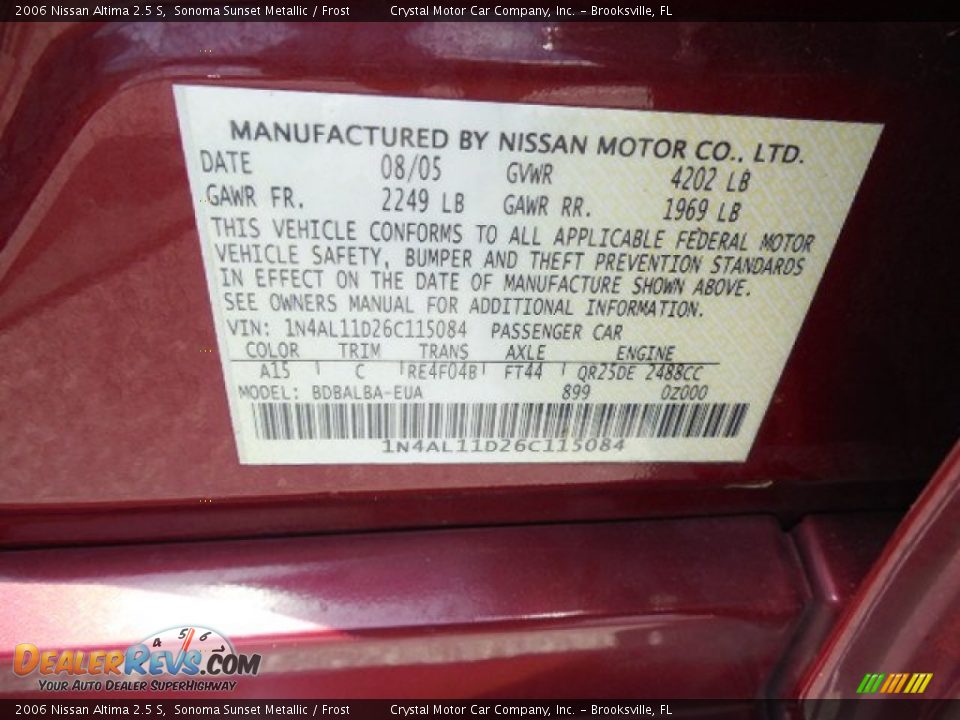 2006 Nissan Altima 2.5 S, Sonoma Sunset Metallic / Frost Crystal Motor Car Company, Inc. - Brooksville, FL
MANUFACTURED BY NISSAN MOTOR CO., LTD.
DATE 08/05 GVWR 4202 LB
GAWR FR. 2249 LB GAWR RR. 1969 LB
THIS VEHICLE CONFORMS TO ALL APPLICABLE FEDERAL MOTOR
VEHICLE SAFETY, BUMPER AND THEFT PREVENTION STANDARDS
IN EFFECT ON THE DATE OF MANUFACTURE SHOWN ABOVE.
SEE OWNERS MANUAL FOR ADDITIONAL INFORMATION.
VIN: 1N4AL11D26C115084 PASSENGER CAR
COLOR TRIM TRANS AXLE ENGINE
A15 C RE4F04B FT44 QR25DE 2488CC
MODEL: BDBALBA-EUA 899 0Z000
1N4AL11D26C115084
4 5 6
DEALERREVS.COM
YOUR AUTO DEALER SUPERHIGHWAY
2006 Nissan Altima 2.5 S, Sonoma Sunset Metallic / Frost Crystal Motor Car Company, Inc. - Brooksville, FL